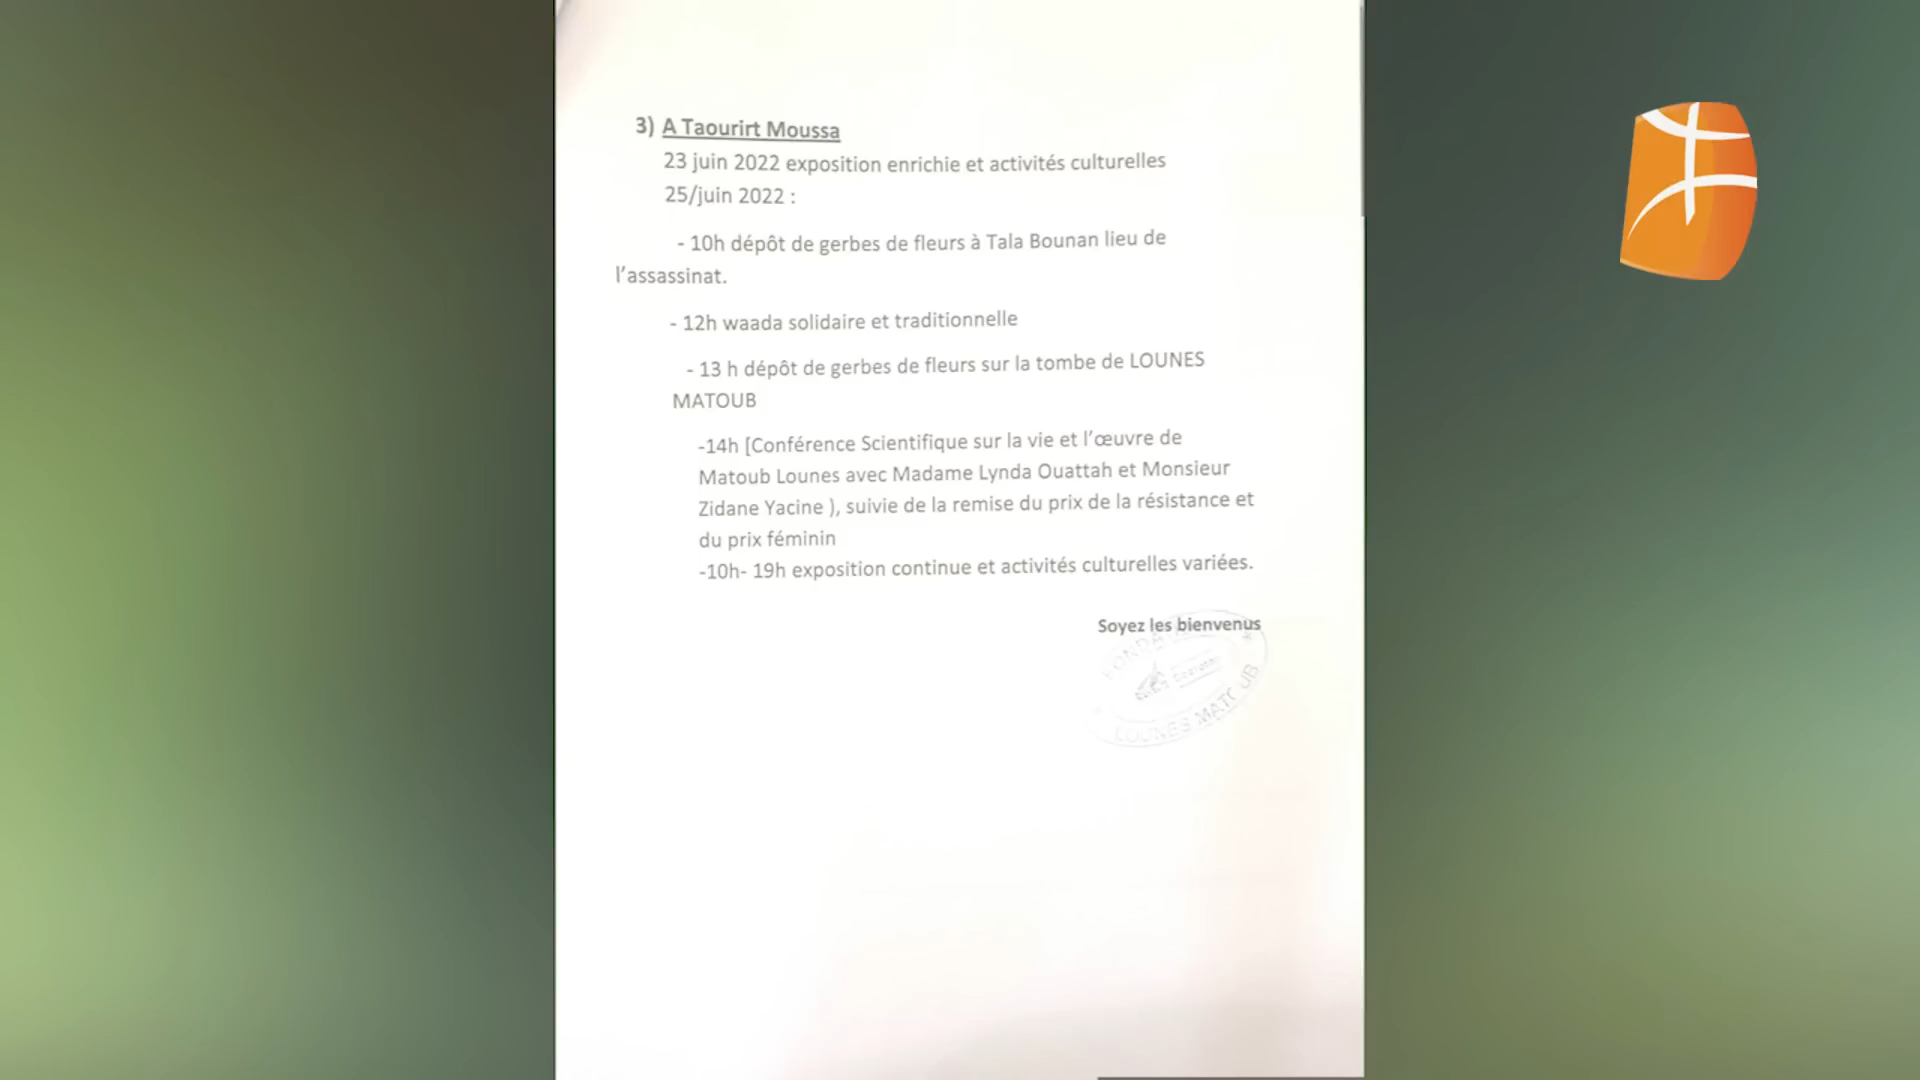 3) A Taourirt Moussa
23 juin 2022 exposition enrichie et activités culturelles
25/juin 2022 :
- 10h dépôt de gerbes de fleurs à Tala Bounan lieu de
l'assassinat.
- 12h waada solidaire et traditionnelle
- 13 h dépôt de gerbes de fleurs sur la tombe de LOUNES
MATOUB
-14h [Conférence Scientifique sur la vie et l'œuvre de
Matoub Lounes avec Madame Lynda Ouattah et Monsieur
Zidane Yacine ), suivie de la remise du prix de la résistance et
du prix féminin
-10h- 19h exposition continue et activités culturelles variées.
Soyez les bienvenus
LOUNES MATOUB